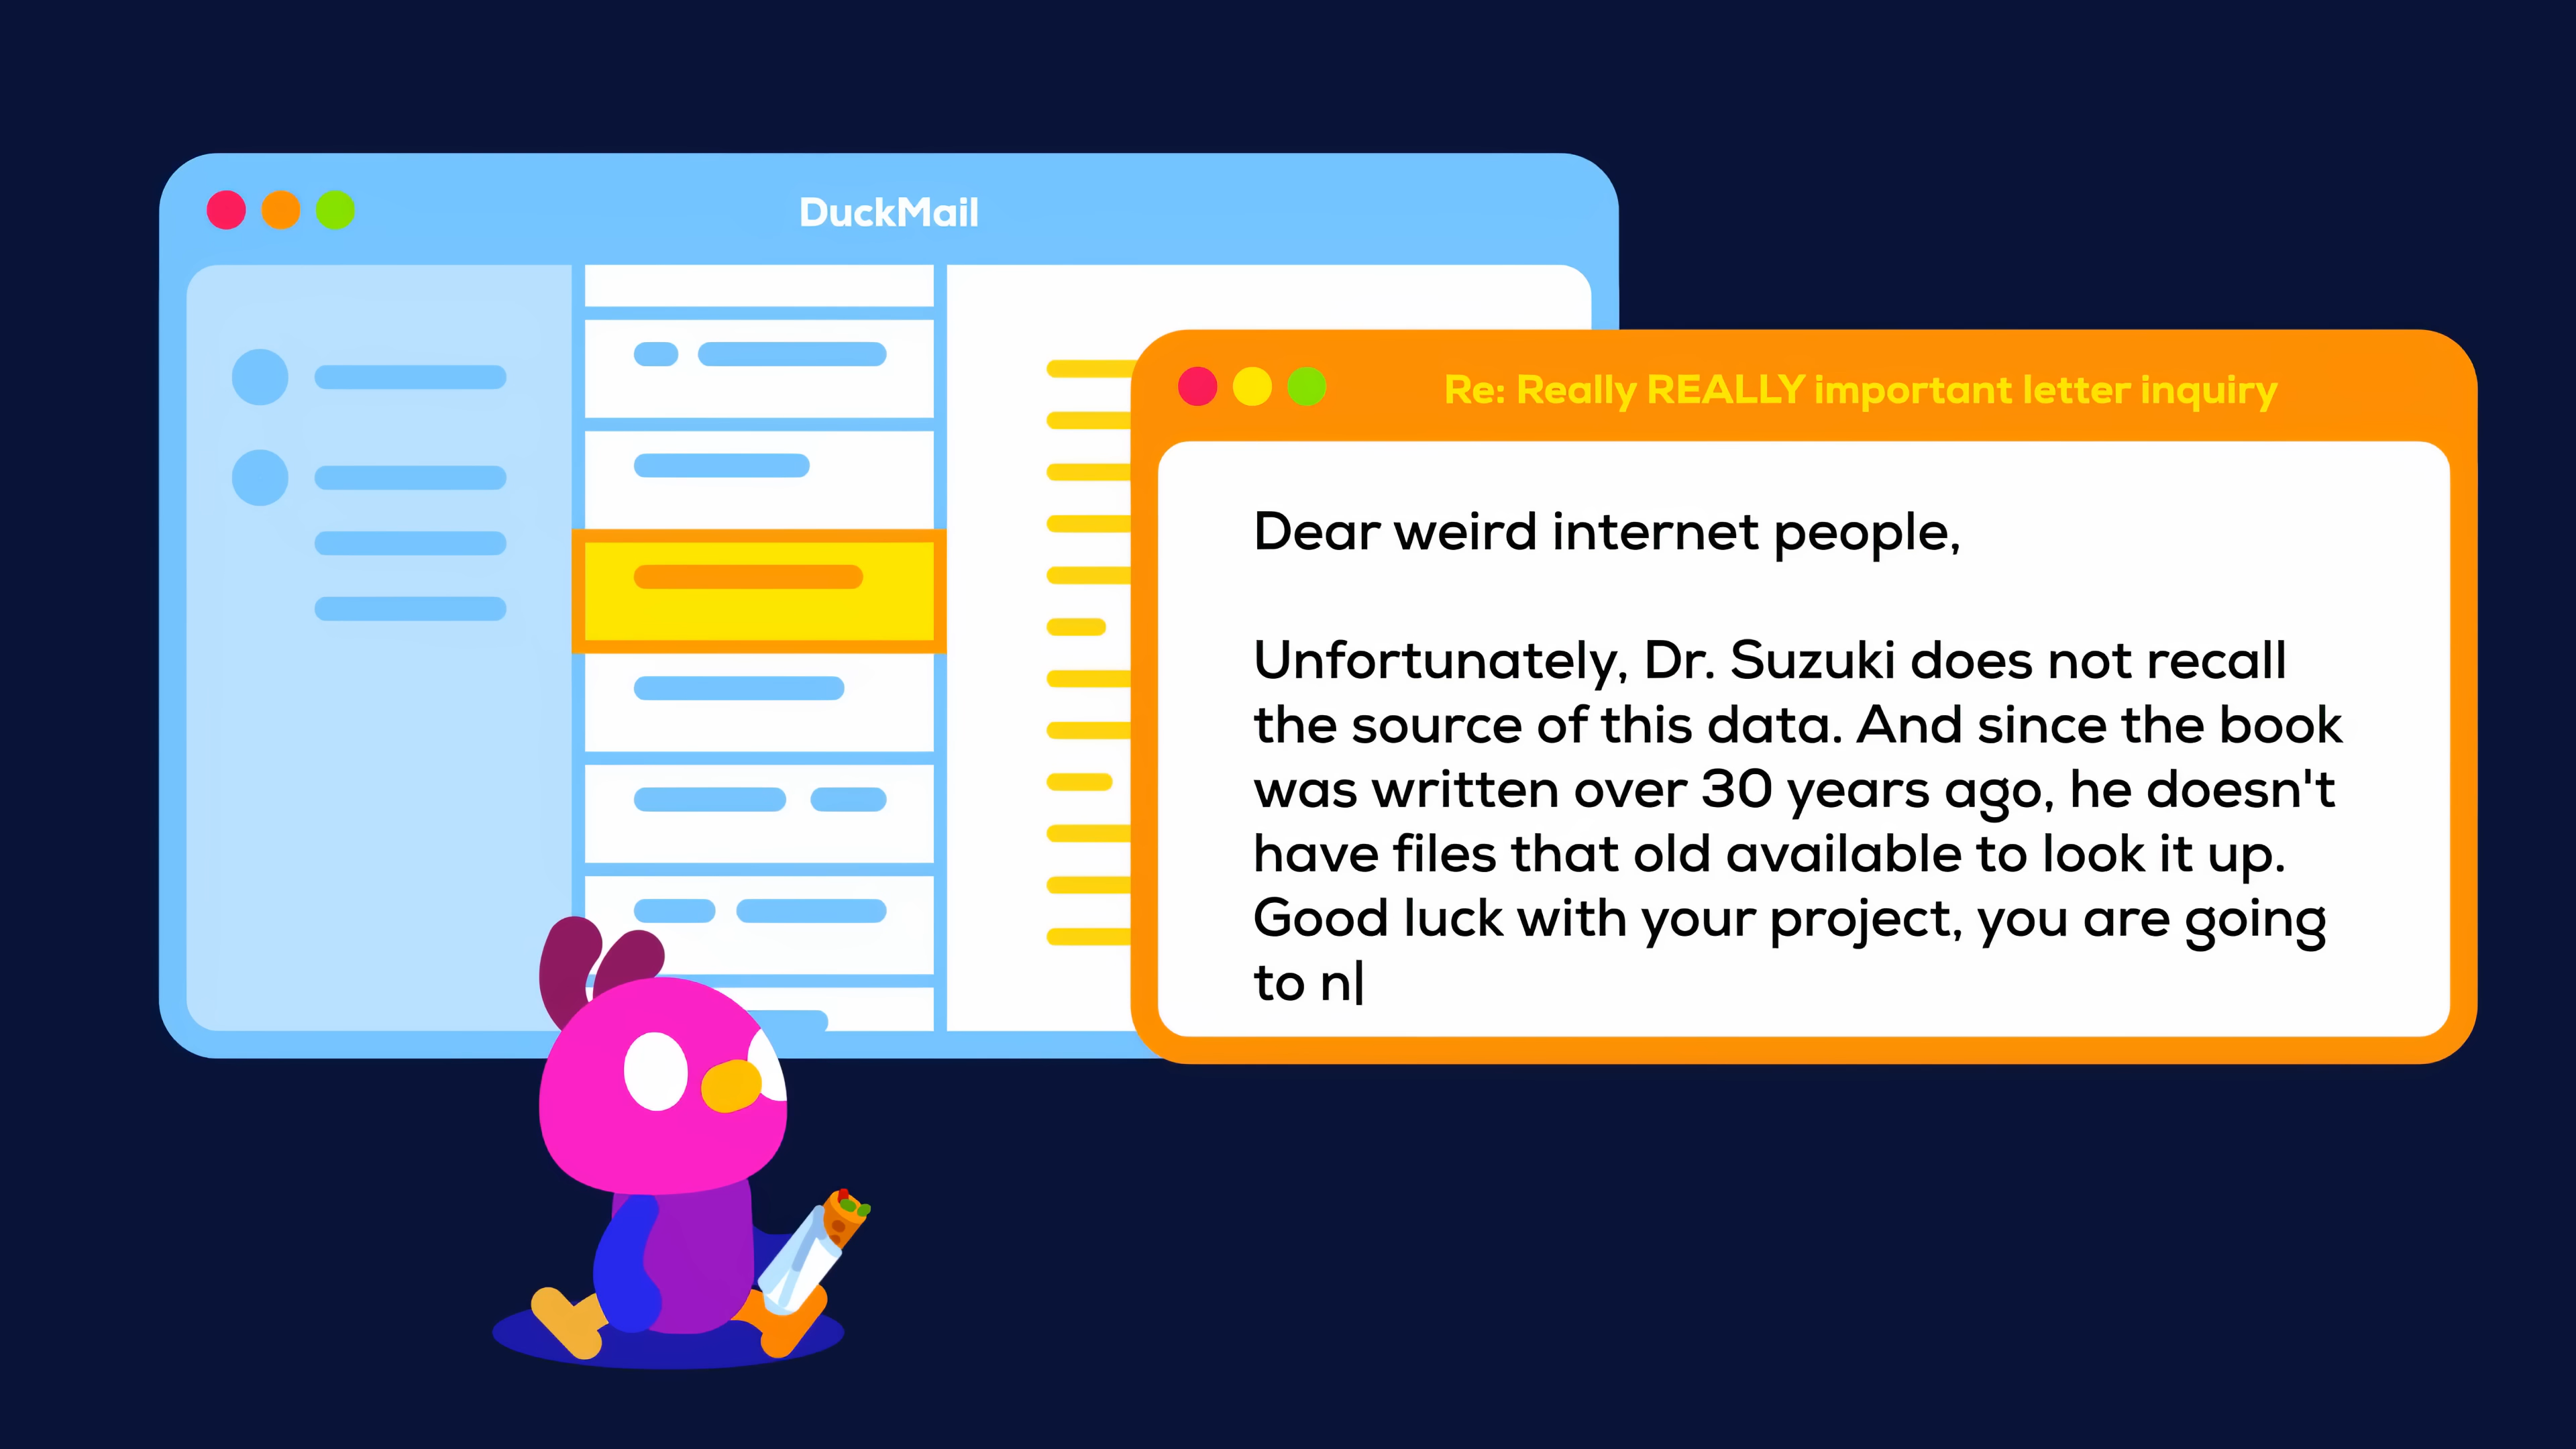 DuckMail
Re: Really REALLY important letter inquiry
Dear weird internet people,
Unfortunately, Dr. Suzuki does not recall
the source of this data. And since the book
was written over 30 years ago, he doesn't
have files that old available to look it up.
Good luck with your project, you are going
to n